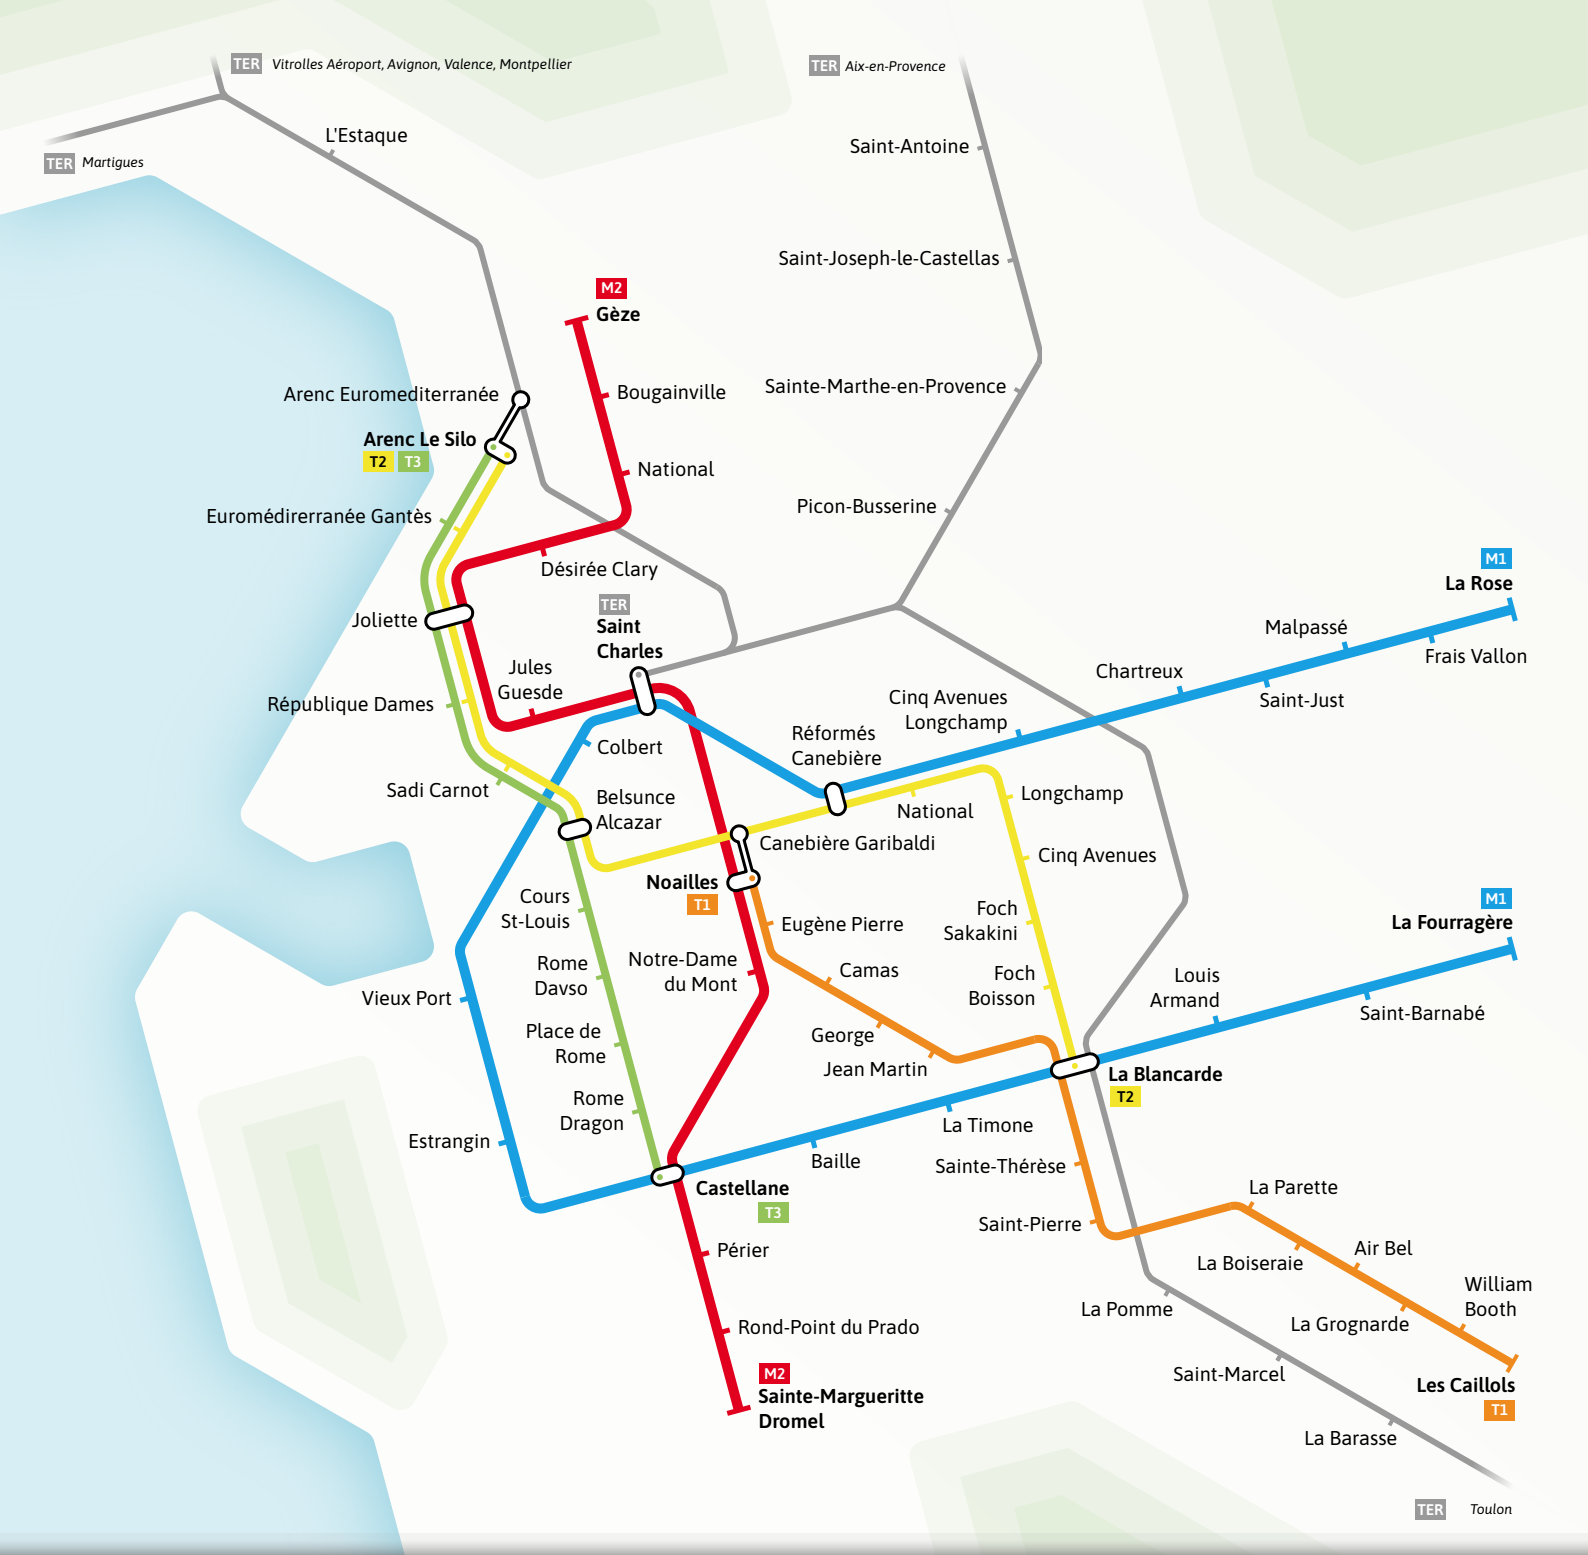 TER Vitrolles Aéroport, Avignon, Valence, Montpellier
TER Aix-en-Provence
L'Estaque
Saint-Antoine
TER Martigues
Saint-Joseph-le-Castellas
M2
Gèze
Arenc Euromediterranée
Bougainville
Sainte-Marthe-en-Provence
Arenc Le Silo
T2 T3
National
Picon-Busserine
Euromédirerranée Gantès
Désirée Clary
M1
La Rose
TER
Saint
Charles
Joliette
Malpassé
Frais Vallon
Jules
Guesde
Chartreux
Saint-Just
Cinq Avenues
Longchamp
République Dames
Réformés
Canebière
Colbert
Sadi Carnot
Belsunce
Alcazar
National
Longchamp
Canebière Garibaldi
Cinq Avenues
Noailles
T1
Cours
St-Louis
Eugène Pierre
Foch
Sakakini
M1
La Fourragère
Rome
Davso
Notre-Dame
du Mont
Camas
Foch
Boisson
Louis
Armand
Vieux Port
Saint-Barnabé
Place de
Rome
George
Jean Martin
La Blancarde
T2
Rome
Dragon
La Timone
Estrangin
Baille
Sainte-Thérèse
Castellane
T3
La Parette
Saint-Pierre
Périer
La Boiseraie
Air Bel
William
Booth
La Pomme
La Grognarde
Rond-Point du Prado
M2
Sainte-Margueritte
Dromel
Saint-Marcel
Les Caillols
T1
La Barasse
TER Toulon